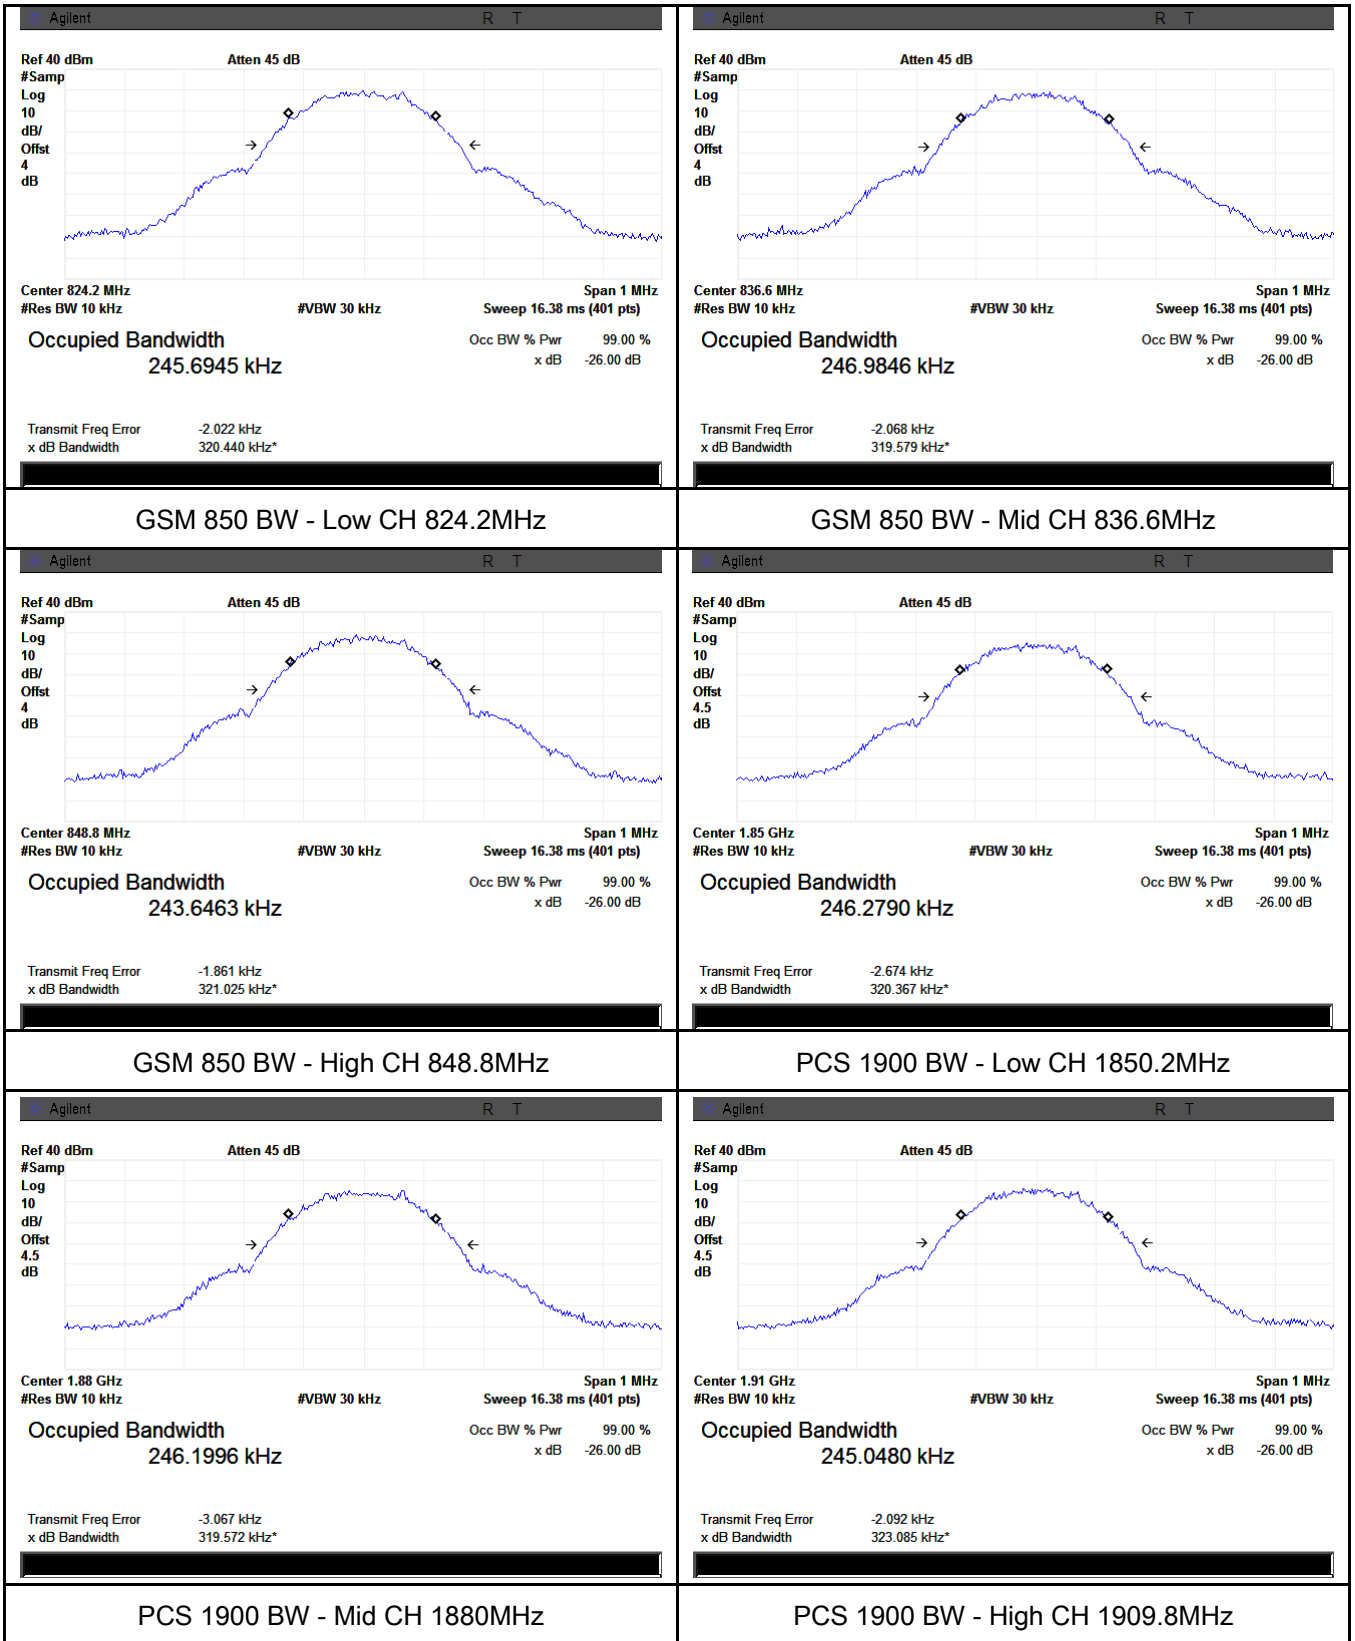 Agilent R T
Ref 40 dBm Atten 45 dB
#Samp
Log
10
dB/
Offst
4
dB
Center 824.2 MHz Span 1 MHz
#Res BW 10 kHz #VBW 30 kHz Sweep 16.38 ms (401 pts)
Occupied Bandwidth Occ BW % Pwr 99.00 %
245.6945 kHz x dB -26.00 dB
Transmit Freq Error -2.022 kHz
x dB Bandwidth 320.440 kHz*
GSM 850 BW - Low CH 824.2MHz
Agilent R T
Ref 40 dBm Atten 45 dB
#Samp
Log
10
dB/
Offst
4
dB
Center 836.6 MHz Span 1 MHz
#Res BW 10 kHz #VBW 30 kHz Sweep 16.38 ms (401 pts)
Occupied Bandwidth Occ BW % Pwr 99.00 %
246.9846 kHz x dB -26.00 dB
Transmit Freq Error -2.068 kHz
x dB Bandwidth 319.579 kHz*
GSM 850 BW - Mid CH 836.6MHz
Agilent R T
Ref 40 dBm Atten 45 dB
#Samp
Log
10
dB/
Offst
4
dB
Center 848.8 MHz Span 1 MHz
#Res BW 10 kHz #VBW 30 kHz Sweep 16.38 ms (401 pts)
Occupied Bandwidth Occ BW % Pwr 99.00 %
243.6463 kHz x dB -26.00 dB
Transmit Freq Error -1.861 kHz
x dB Bandwidth 321.025 kHz*
GSM 850 BW - High CH 848.8MHz
Agilent R T
Ref 40 dBm Atten 45 dB
#Samp
Log
10
dB/
Offst
4.5
dB
Center 1.85 GHz Span 1 MHz
#Res BW 10 kHz #VBW 30 kHz Sweep 16.38 ms (401 pts)
Occupied Bandwidth Occ BW % Pwr 99.00 %
246.2790 kHz x dB -26.00 dB
Transmit Freq Error -2.674 kHz
x dB Bandwidth 320.367 kHz*
PCS 1900 BW - Low CH 1850.2MHz
Agilent R T
Ref 40 dBm Atten 45 dB
#Samp
Log
10
dB/
Offst
4.5
dB
Center 1.88 GHz Span 1 MHz
#Res BW 10 kHz #VBW 30 kHz Sweep 16.38 ms (401 pts)
Occupied Bandwidth Occ BW % Pwr 99.00 %
246.1996 kHz x dB -26.00 dB
Transmit Freq Error -3.067 kHz
x dB Bandwidth 319.572 kHz*
PCS 1900 BW - Mid CH 1880MHz
Agilent R T
Ref 40 dBm Atten 45 dB
#Samp
Log
10
dB/
Offst
4.5
dB
Center 1.91 GHz Span 1 MHz
#Res BW 10 kHz #VBW 30 kHz Sweep 16.38 ms (401 pts)
Occupied Bandwidth Occ BW % Pwr 99.00 %
245.0480 kHz x dB -26.00 dB
Transmit Freq Error -2.092 kHz
x dB Bandwidth 323.085 kHz*
PCS 1900 BW - High CH 1909.8MHz